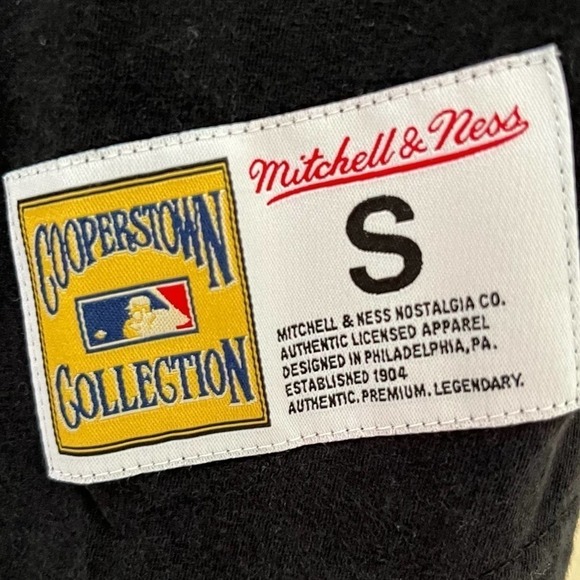 COOPERSTOWN
COLLECTION
Mitchell & Ness
S
MITCHELL & NESS NOSTALGIA CO.
AUTHENTIC LICENSED APPAREL
DESIGNED IN PHILADELPHIA, PA.
ESTABLISHED 1904
AUTHENTIC. PREMIUM. LEGENDARY.